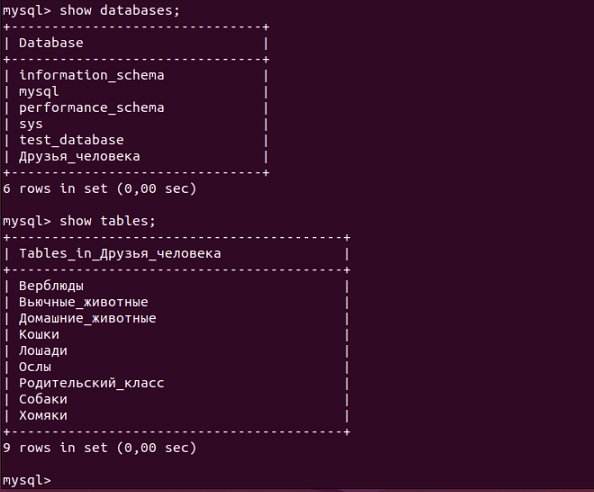 mysql> show databases;
+-------------------------------+
| Database                      |
+-------------------------------+
| information_schema            |
| mysql                         |
| performance_schema            |
| sys                           |
| test_database                 |
| Друзья_человека               |
+-------------------------------+
6 rows in set (0,00 sec)
mysql> show tables;
+-----------------------------------------+
| Tables_in_Друзья_человека               |
+-----------------------------------------+
| Верблюды                                |
| Вьючные_животные                        |
| Домашние_животные                       |
| Кошки                                   |
| Лошади                                  |
| Ослы                                    |
| Родительский_класс                      |
| Собаки                                  |
| Хомяки                                  |
+-----------------------------------------+
9 rows in set (0,00 sec)
mysql>